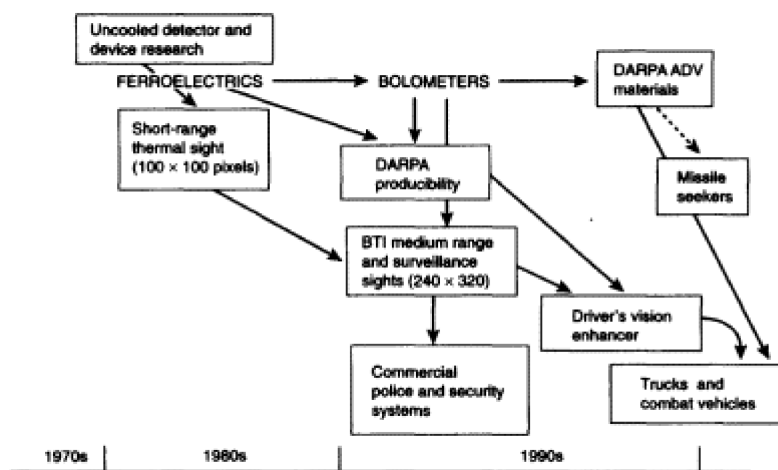 Uncooled detector and
device research
FERROELECTRICS
BOLOMETERS
DARPA ADV
materials
Short-range
thermal sight
(100 × 100 pixels)
DARPA
producibility
Missile
seekers
BTI medium range
and surveillance
sights (240 × 320)
Driver's vision
enhancer
Commercial
police and security
systems
Trucks and
combat vehicles
1970s
1980s
1990s